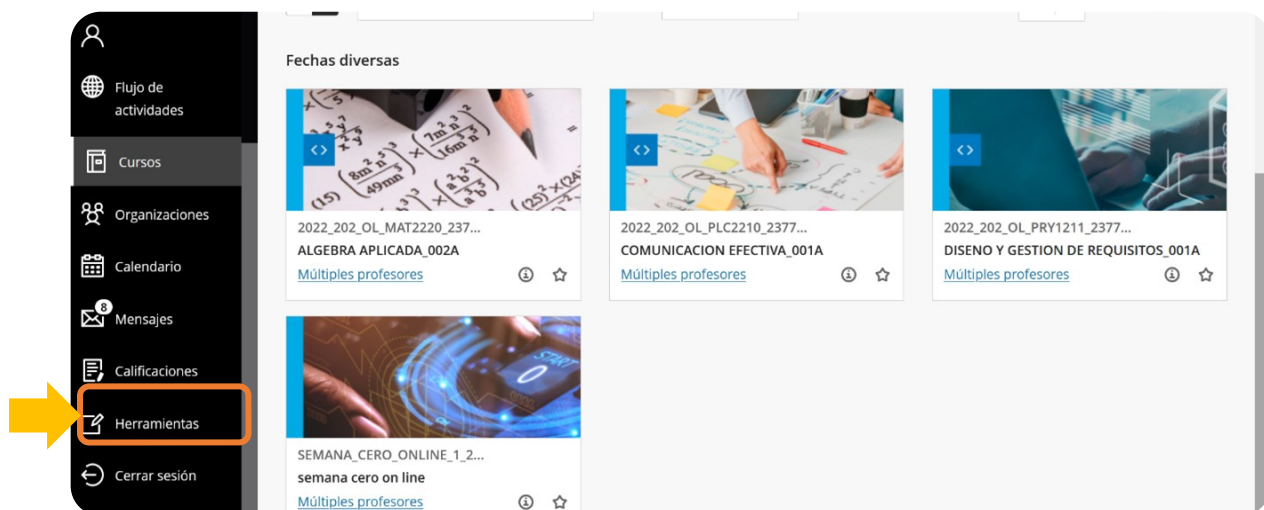 Flujo de
actividades
Cursos
Organizaciones
Calendario
8
Mensajes
Calificaciones
Herramientas
Cerrar sesión
Fechas diversas
2022_202_OL_MAT2220_237...
ALGEBRA APLICADA_002A
Múltiples profesores
2022_202_OL_PLC2210_2377...
COMUNICACION EFECTIVA_001A
Múltiples profesores
2022_202_OL_PRY1211_2377...
DISENO Y GESTION DE REQUISITOS_001A
Múltiples profesores
START
SEMANA_CERO_ONLINE_1_2...
semana cero on line
Múltiples profesores